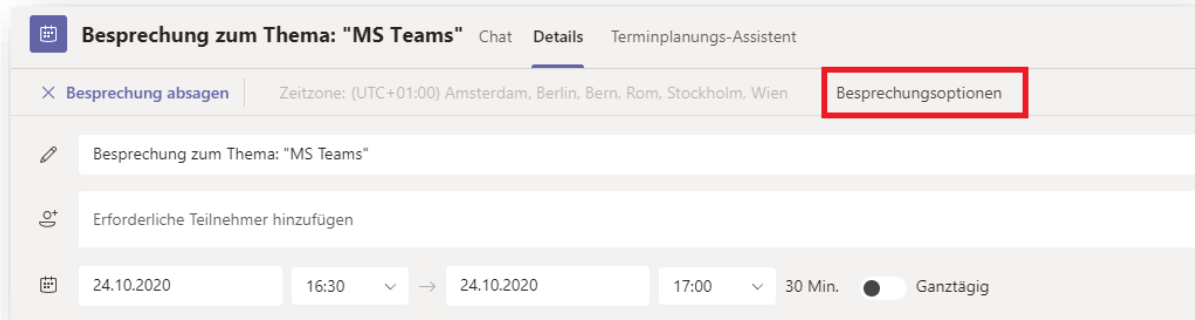 Besprechung zum Thema: "MS Teams" Chat Details Terminplanungs-Assistent
Besprechung absagen Zeitzone: (UTC+01:00) Amsterdam, Berlin, Bern, Rom, Stockholm, Wien Besprechungsoptionen
Besprechung zum Thema: "MS Teams"
Erforderliche Teilnehmer hinzufügen
24.10.2020 16:30 → 24.10.2020 17:00 30 Min. Ganztägig